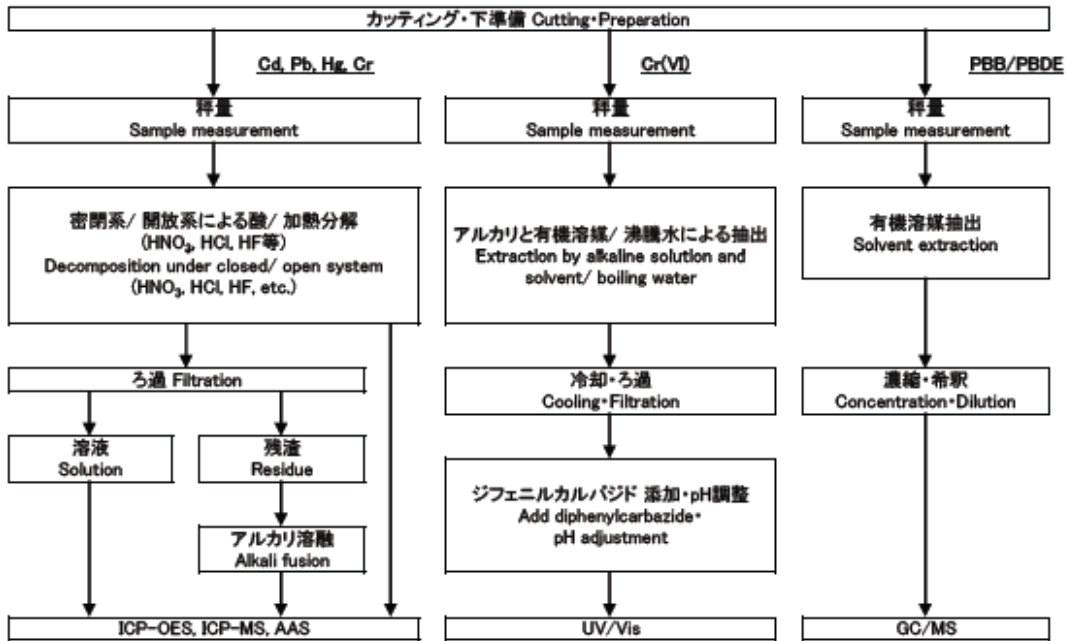 カッティング・下準備 Cutting・Preparation
Cd, Pb, Hg, Cr
Cr(VI)
PBB/PBDE
秤量
Sample measurement
秤量
Sample measurement
秤量
Sample measurement
密閉系/ 開放系による酸/ 加熱分解
(HNO₃, HCl, HF等)
Decomposition under closed/ open system
(HNO₃, HCl, HF, etc.)
アルカリと有機溶媒/ 沸騰水による抽出
Extraction by alkaline solution and
solvent/ boiling water
有機溶媒抽出
Solvent extraction
ろ過 Filtration
冷却・ろ過
Cooling・Filtration
濃縮・希釈
Concentration・Dilution
溶液
Solution
残渣
Residue
アルカリ溶融
Alkali fusion
ジフェニルカルバジド 添加・pH調整
Add diphenylcarbazide・
pH adjustment
ICP-OES, ICP-MS, AAS
UV/Vis
GC/MS